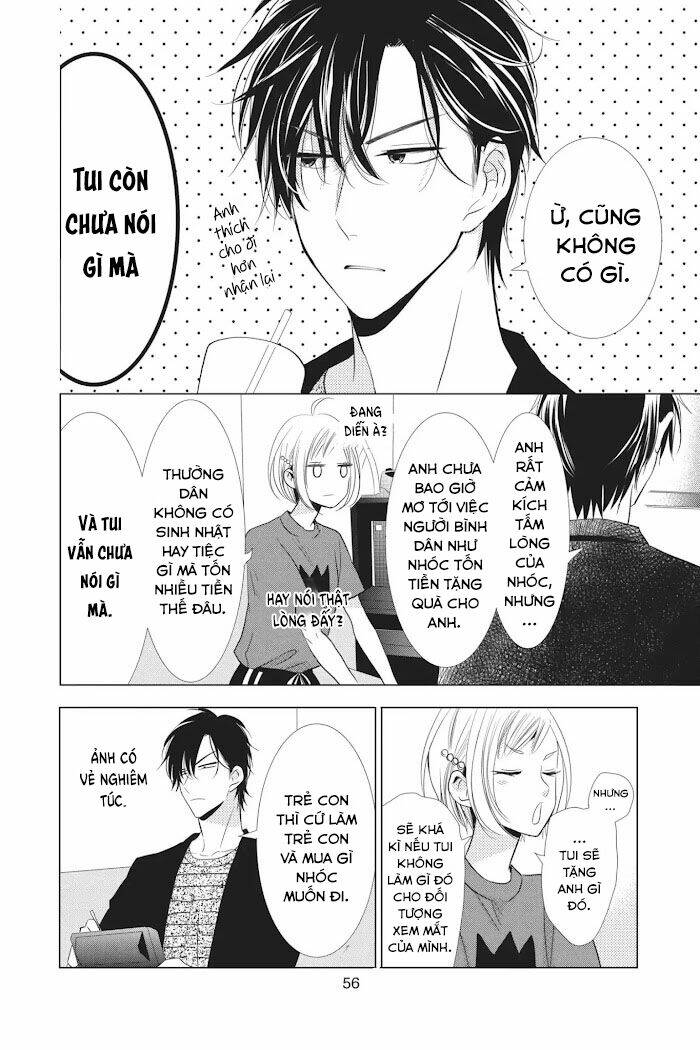 Ừ, CŨNG
KHÔNG
CÓ GÌ.
Anh
thích
cho đi
hơn
nhận lại
TUI CÒN
CHƯA NÓI
GÌ MÀ
ANH
RẤT
CẢM
KÍCH
TẤM
LÒNG
CỦA
NHÓC,
NHƯNG
...
ANH CHƯA
BAO GIỜ
MƠ TỚI VIỆC
NGƯỜI BÌNH
DÂN NHƯ
NHÓC TỐN
TIỀN TẶNG
QUÀ CHO
ANH.
ĐANG
DIỄN À?
HAY NÓI THẬT
LÒNG ĐẤY?
THƯỜNG
DÂN
KHÔNG CÓ
SINH NHẬT
HAY TIỆC
GÌ MÀ TỐN
NHIỀU TIỀN
THẾ ĐÂU.
VÀ TUI
VẪN CHƯA
NÓI GÌ
MÀ.
NHƯNG
...
...
TUI SẼ
TẶNG
ANH GÌ
ĐÓ.
SẼ KHÁ
KÌ NẾU TUI
KHÔNG
LÀM GÌ ĐÓ
CHO ĐỐI
TƯỢNG
XEM MẮT
CỦA MÌNH.
TRẺ CON
THÌ CỨ LÀM
TRẺ CON
VÀ MUA GÌ
NHÓC
MUỐN ĐI.
ẢNH CÓ
VẺ NGHIÊM
TÚC.
56